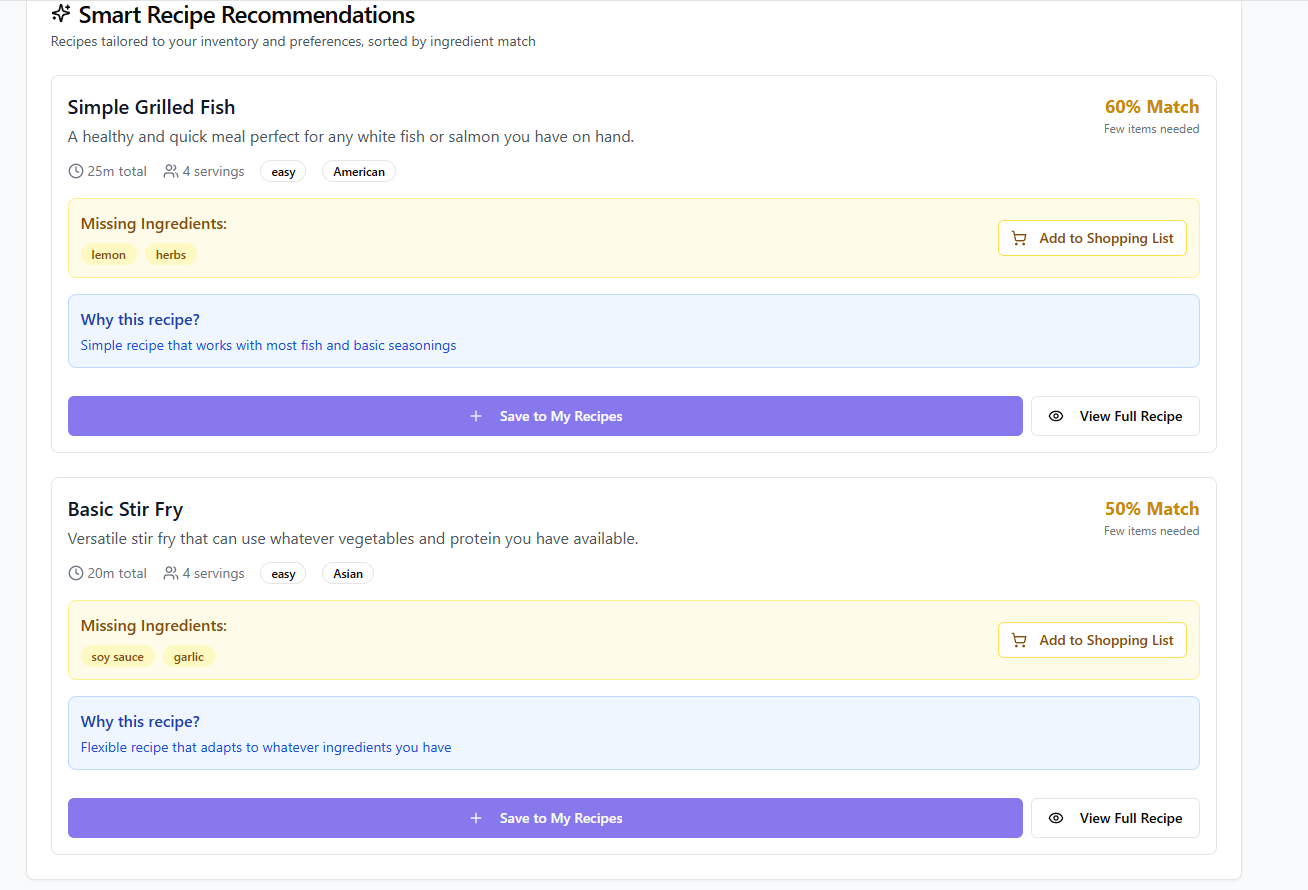 Smart Recipe Recommendations
Recipes tailored to your inventory and preferences, sorted by ingredient match
Simple Grilled Fish
60% Match
A healthy and quick meal perfect for any white fish or salmon you have on hand.
Few items needed
25m total 4 servings easy American
Missing Ingredients:
Add to Shopping List
lemon herbs
Why this recipe?
Simple recipe that works with most fish and basic seasonings
+ Save to My Recipes
View Full Recipe
Basic Stir Fry
50% Match
Versatile stir fry that can use whatever vegetables and protein you have available.
Few items needed
20m total 4 servings easy Asian
Missing Ingredients:
Add to Shopping List
soy sauce garlic
Why this recipe?
Flexible recipe that adapts to whatever ingredients you have
+ Save to My Recipes
View Full Recipe